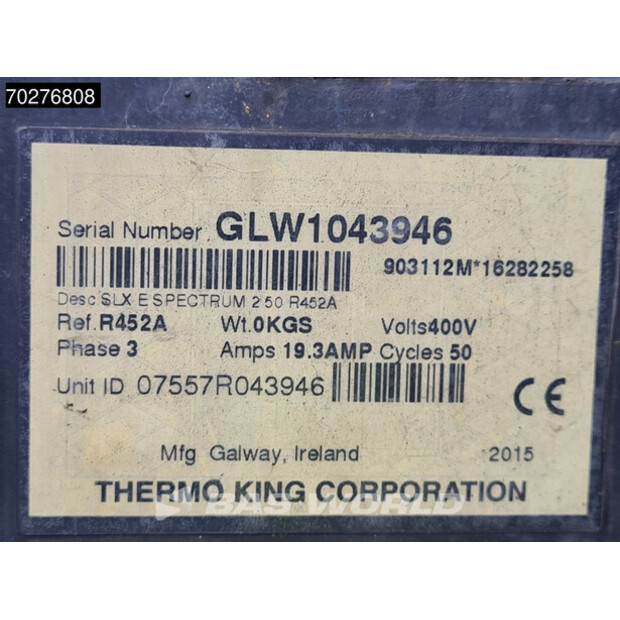 70276808
Serial Number GLW1043946
903112M*16282258
Desc SLX E SPECTRUM 2 50 R452A
Ref.R452A Wt.0KGS Volts400V
Phase 3 Amps 19.3AMP Cycles 50
Unit ID 07557R043946
CE
Mfg Galway, Ireland 2015
THERMO KING CORPORATION
BAS WORLD